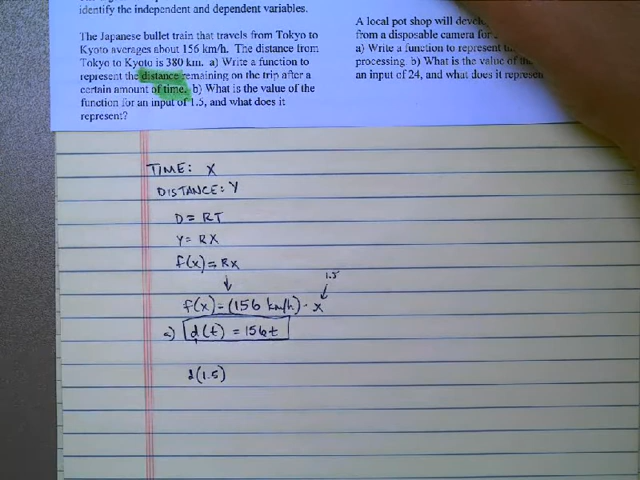 identify the independent and dependent variables.
The Japanese bullet train that travels from Tokyo to
Kyoto averages about 156 km/h. The distance from
Tokyo to Kyoto is 380 km. a) Write a function to
represent the distance remaining on the trip after a
certain amount of time. b) What is the value of the
function for an input of 1.5, and what does it
represent?
A local pot shop will
from a disposable camera for
a) Write a function to represent
processing. b) What is the value of
an input of 24, and what does it
TIME: X
DISTANCE: Y
D = RT
Y = RX
f(x) = RX
1.5
f(x) = (156 km/h) · x
a) d(t) = 156t
d(1.5)